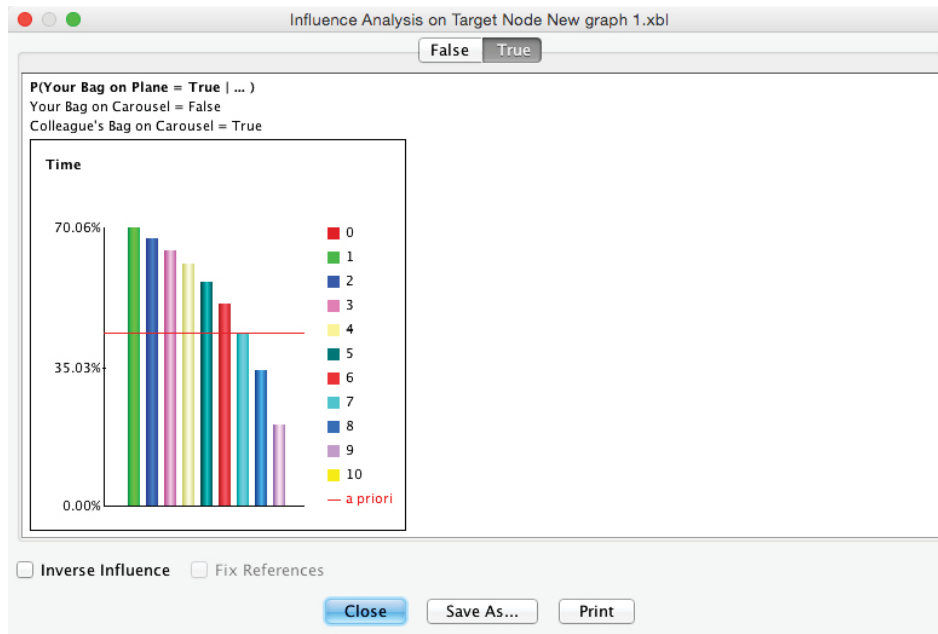 Influence Analysis on Target Node New graph 1.xbl
False True
P(Your Bag on Plane = True | ... )
Your Bag on Carousel = False
Colleague's Bag on Carousel = True
Time
70.06%
35.03%
0.00%
0
1
2
3
4
5
6
7
8
9
10
a priori
Inverse Influence Fix References
Close Save As... Print